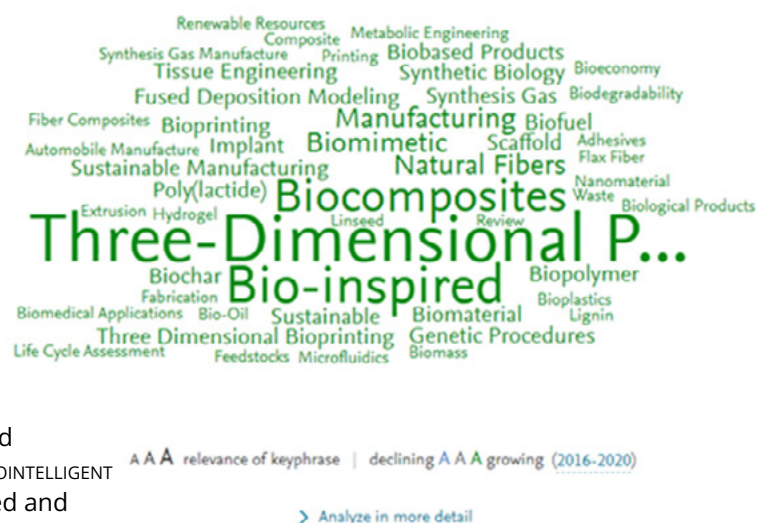 Renewable Resources
Composite Metabolic Engineering
Synthesis Gas Manufacture Printing Biobased Products
Tissue Engineering Synthetic Biology Bioeconomy
Fused Deposition Modeling Synthesis Gas Biodegradability
Fiber Composites Bioprinting Manufacturing Biofuel
Automobile Manufacture Implant Biomimetic Scaffold Adhesives
Sustainable Manufacturing Natural Fibers Flax Fiber
Poly(lactide) Biocomposites Nanomaterial
Waste
Extrusion Hydrogel Linseed Review Biological Products
Three-Dimensional P...
Biochar Bio-inspired Biopolymer
Fabrication Bioplastics
Biomedical Applications Bio-Oil Sustainable Biomaterial Lignin
Three Dimensional Bioprinting Genetic Procedures
Life Cycle Assessment Feedstocks Microfluidics Biomass
d
A A A relevance of keyphrase | declining A A A growing (2016-2020)
OINTELLIGENT
ed and
> Analyze in more detail